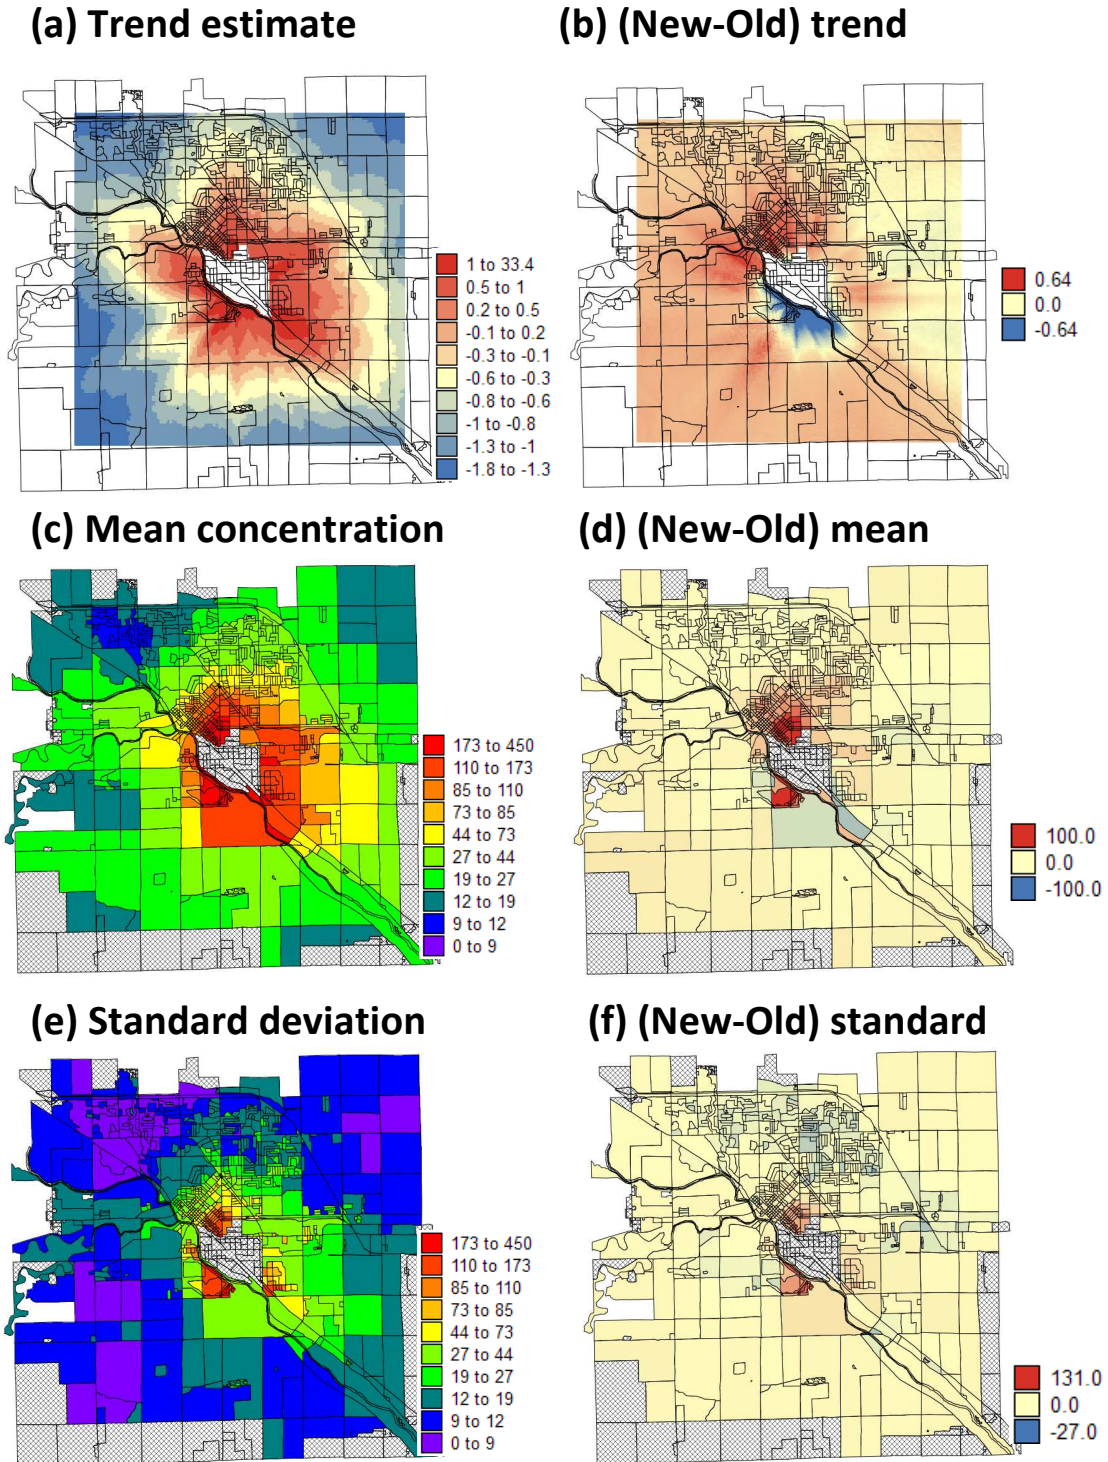 (a) Trend estimate
(b) (New-Old) trend
1 to 33.4
0.5 to 1
0.2 to 0.5
-0.1 to 0.2
-0.3 to -0.1
-0.6 to -0.3
-0.8 to -0.6
-1 to -0.8
-1.3 to -1
-1.8 to -1.3
0.64
0.0
-0.64
(c) Mean concentration
(d) (New-Old) mean
173 to 450
110 to 173
85 to 110
73 to 85
44 to 73
27 to 44
19 to 27
12 to 19
9 to 12
0 to 9
100.0
0.0
-100.0
(e) Standard deviation
(f) (New-Old) standard
173 to 450
110 to 173
85 to 110
73 to 85
44 to 73
27 to 44
19 to 27
12 to 19
9 to 12
0 to 9
131.0
0.0
-27.0